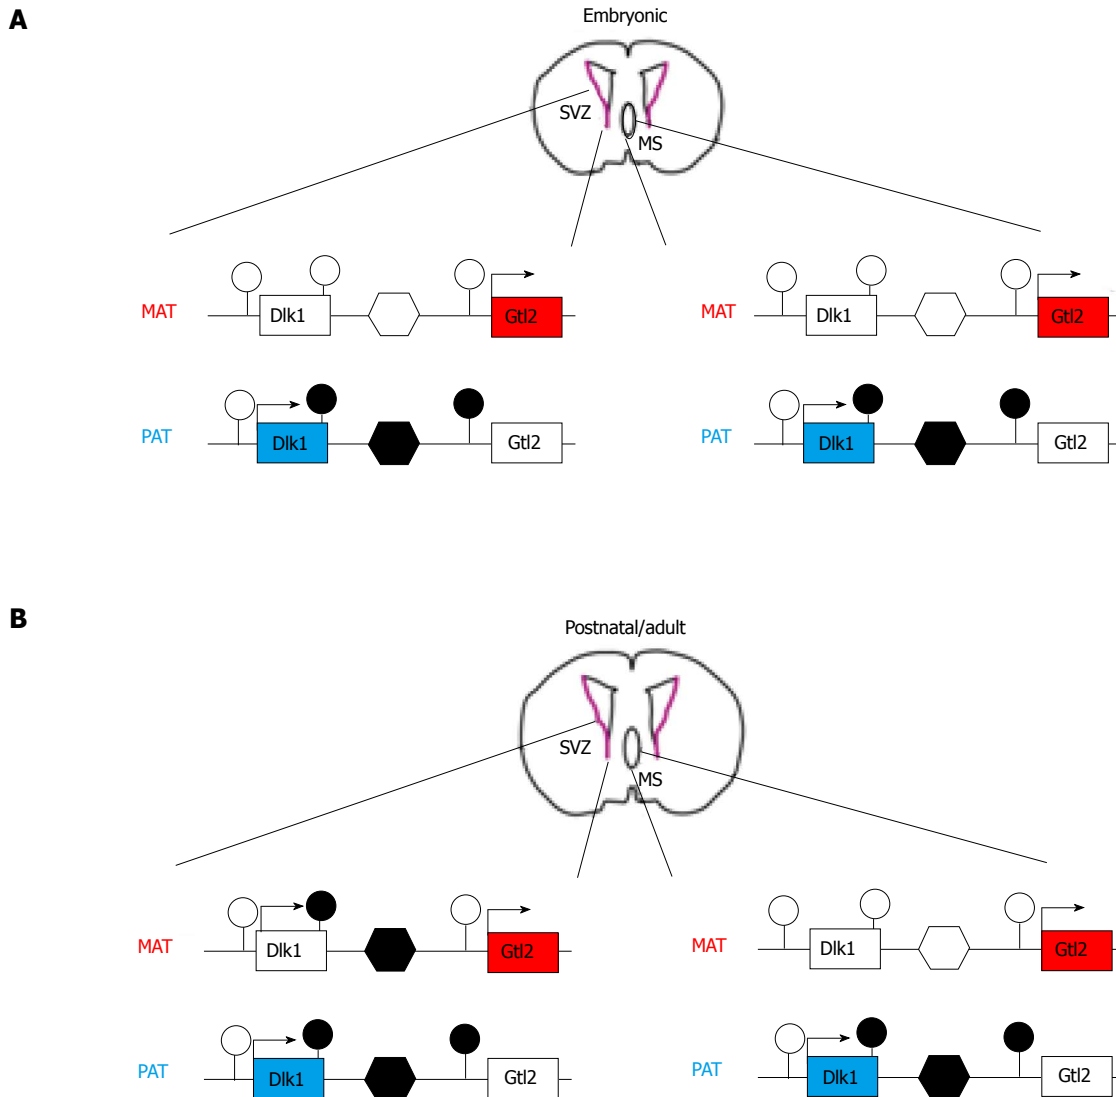 A
Embryonic
SVZ
MS
MAT Dlk1 Gtl2 MAT Dlk1 Gtl2
PAT Dlk1 Gtl2 PAT Dlk1 Gtl2
B
Postnatal/adult
SVZ
MS
MAT Dlk1 Gtl2 MAT Dlk1 Gtl2
PAT Dlk1 Gtl2 PAT Dlk1 Gtl2